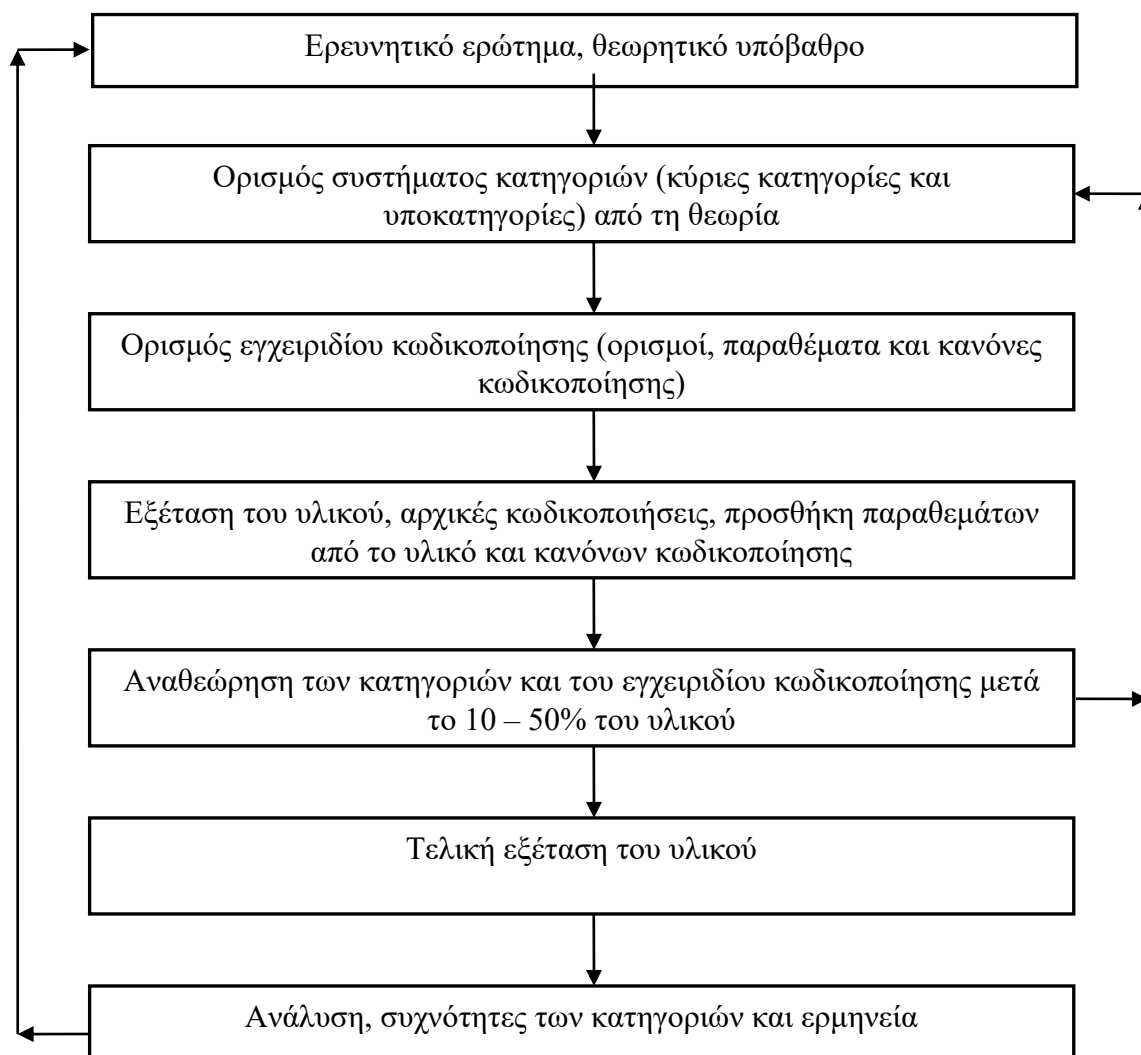 Ερευνητικό ερώτημα, θεωρητικό υπόβαθρο
Ορισμός συστήματος κατηγοριών (κύριες κατηγορίες και
υποκατηγορίες) από τη θεωρία
Ορισμός εγχειριδίου κωδικοποίησης (ορισμοί, παραθέματα και κανόνες
κωδικοποίησης)
Εξέταση του υλικού, αρχικές κωδικοποιήσεις, προσθήκη παραθεμάτων
από το υλικό και κανόνων κωδικοποίησης
Αναθεώρηση των κατηγοριών και του εγχειριδίου κωδικοποίησης μετά
το 10 – 50% του υλικού
Τελική εξέταση του υλικού
Ανάλυση, συχνότητες των κατηγοριών και ερμηνεία